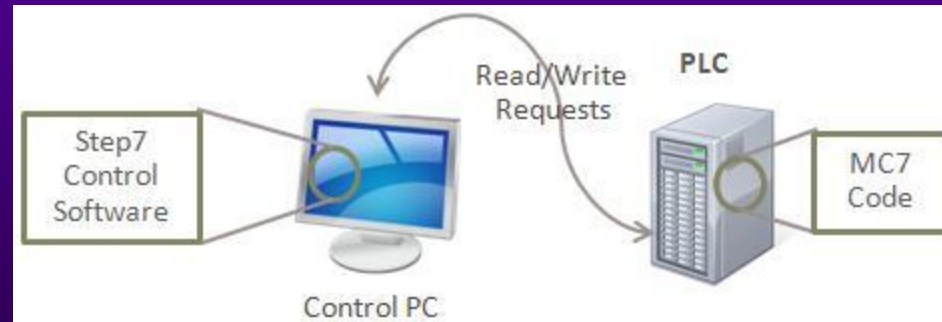 Step7
Control
Software
Read/Write
Requests
PLC
MC7
Code
Control PC